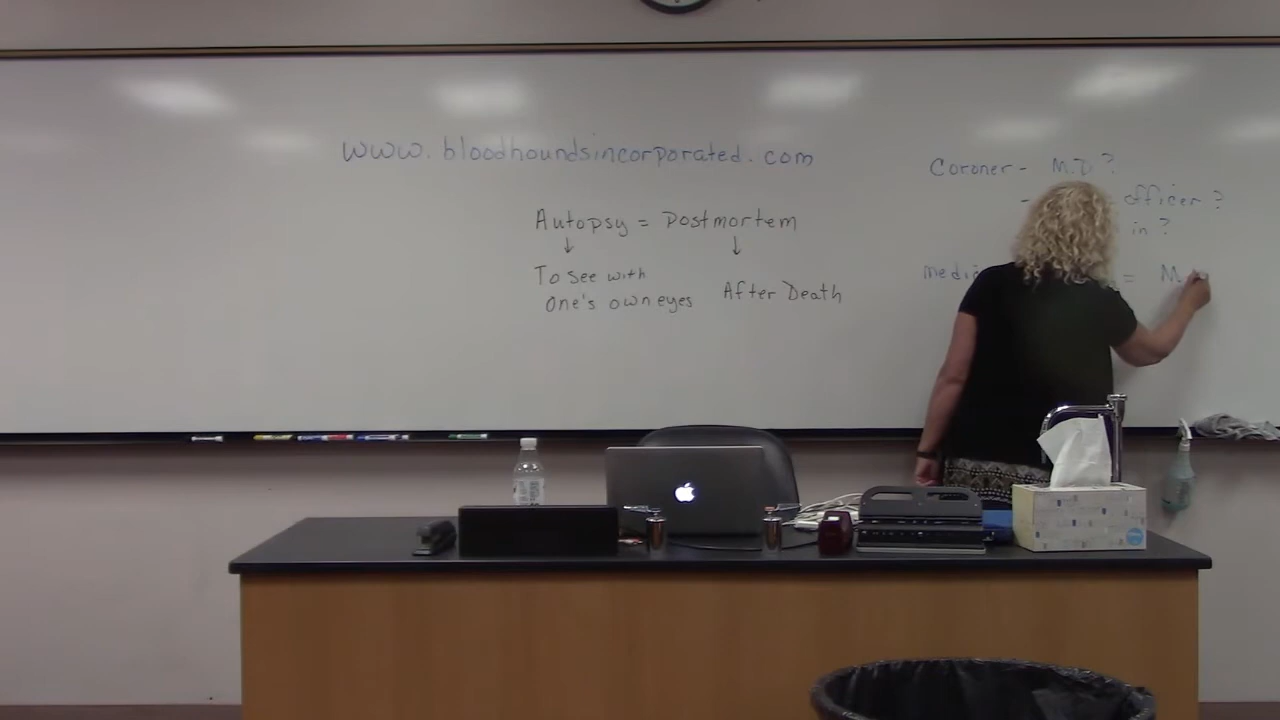 www.bloodhoundsincorporated.com
Autopsy = Postmortem
↓ ↓
To see with
one's own eyes
After Death
Coroner - M.D.?
- officer?
in?
= M.